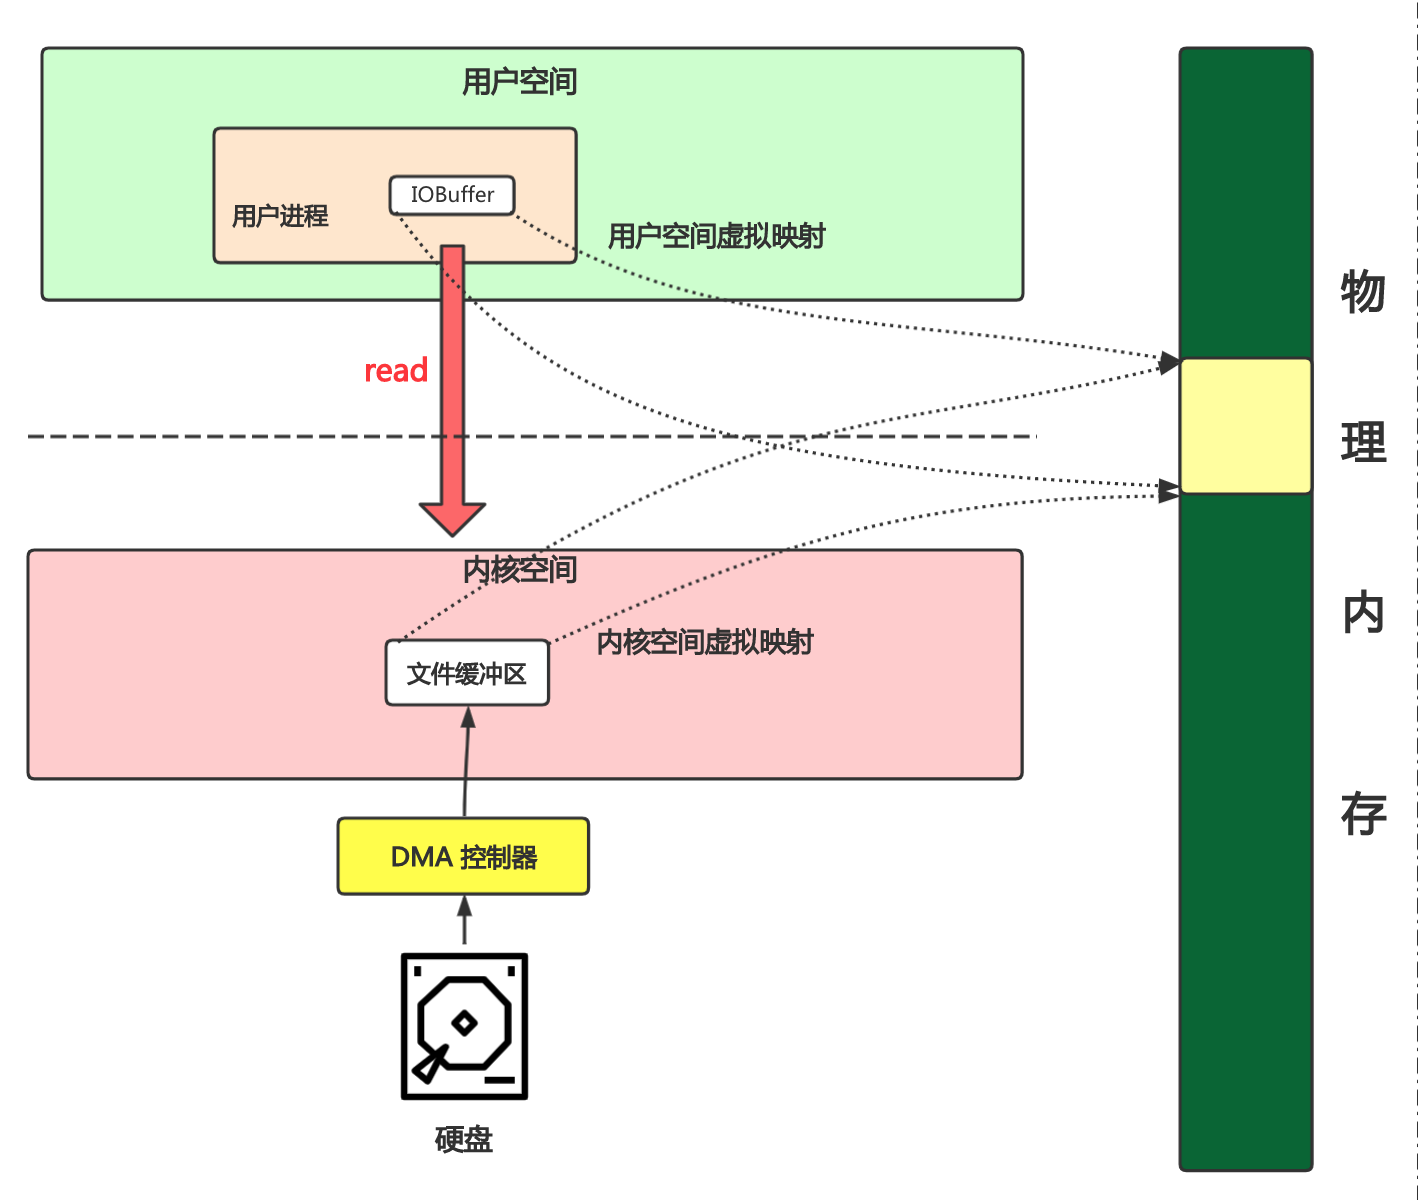 用户空间
IOBuffer
用户进程
用户空间虚拟映射
read
内核空间
内核空间虚拟映射
文件缓冲区
DMA 控制器
硬盘
物
理
内
存